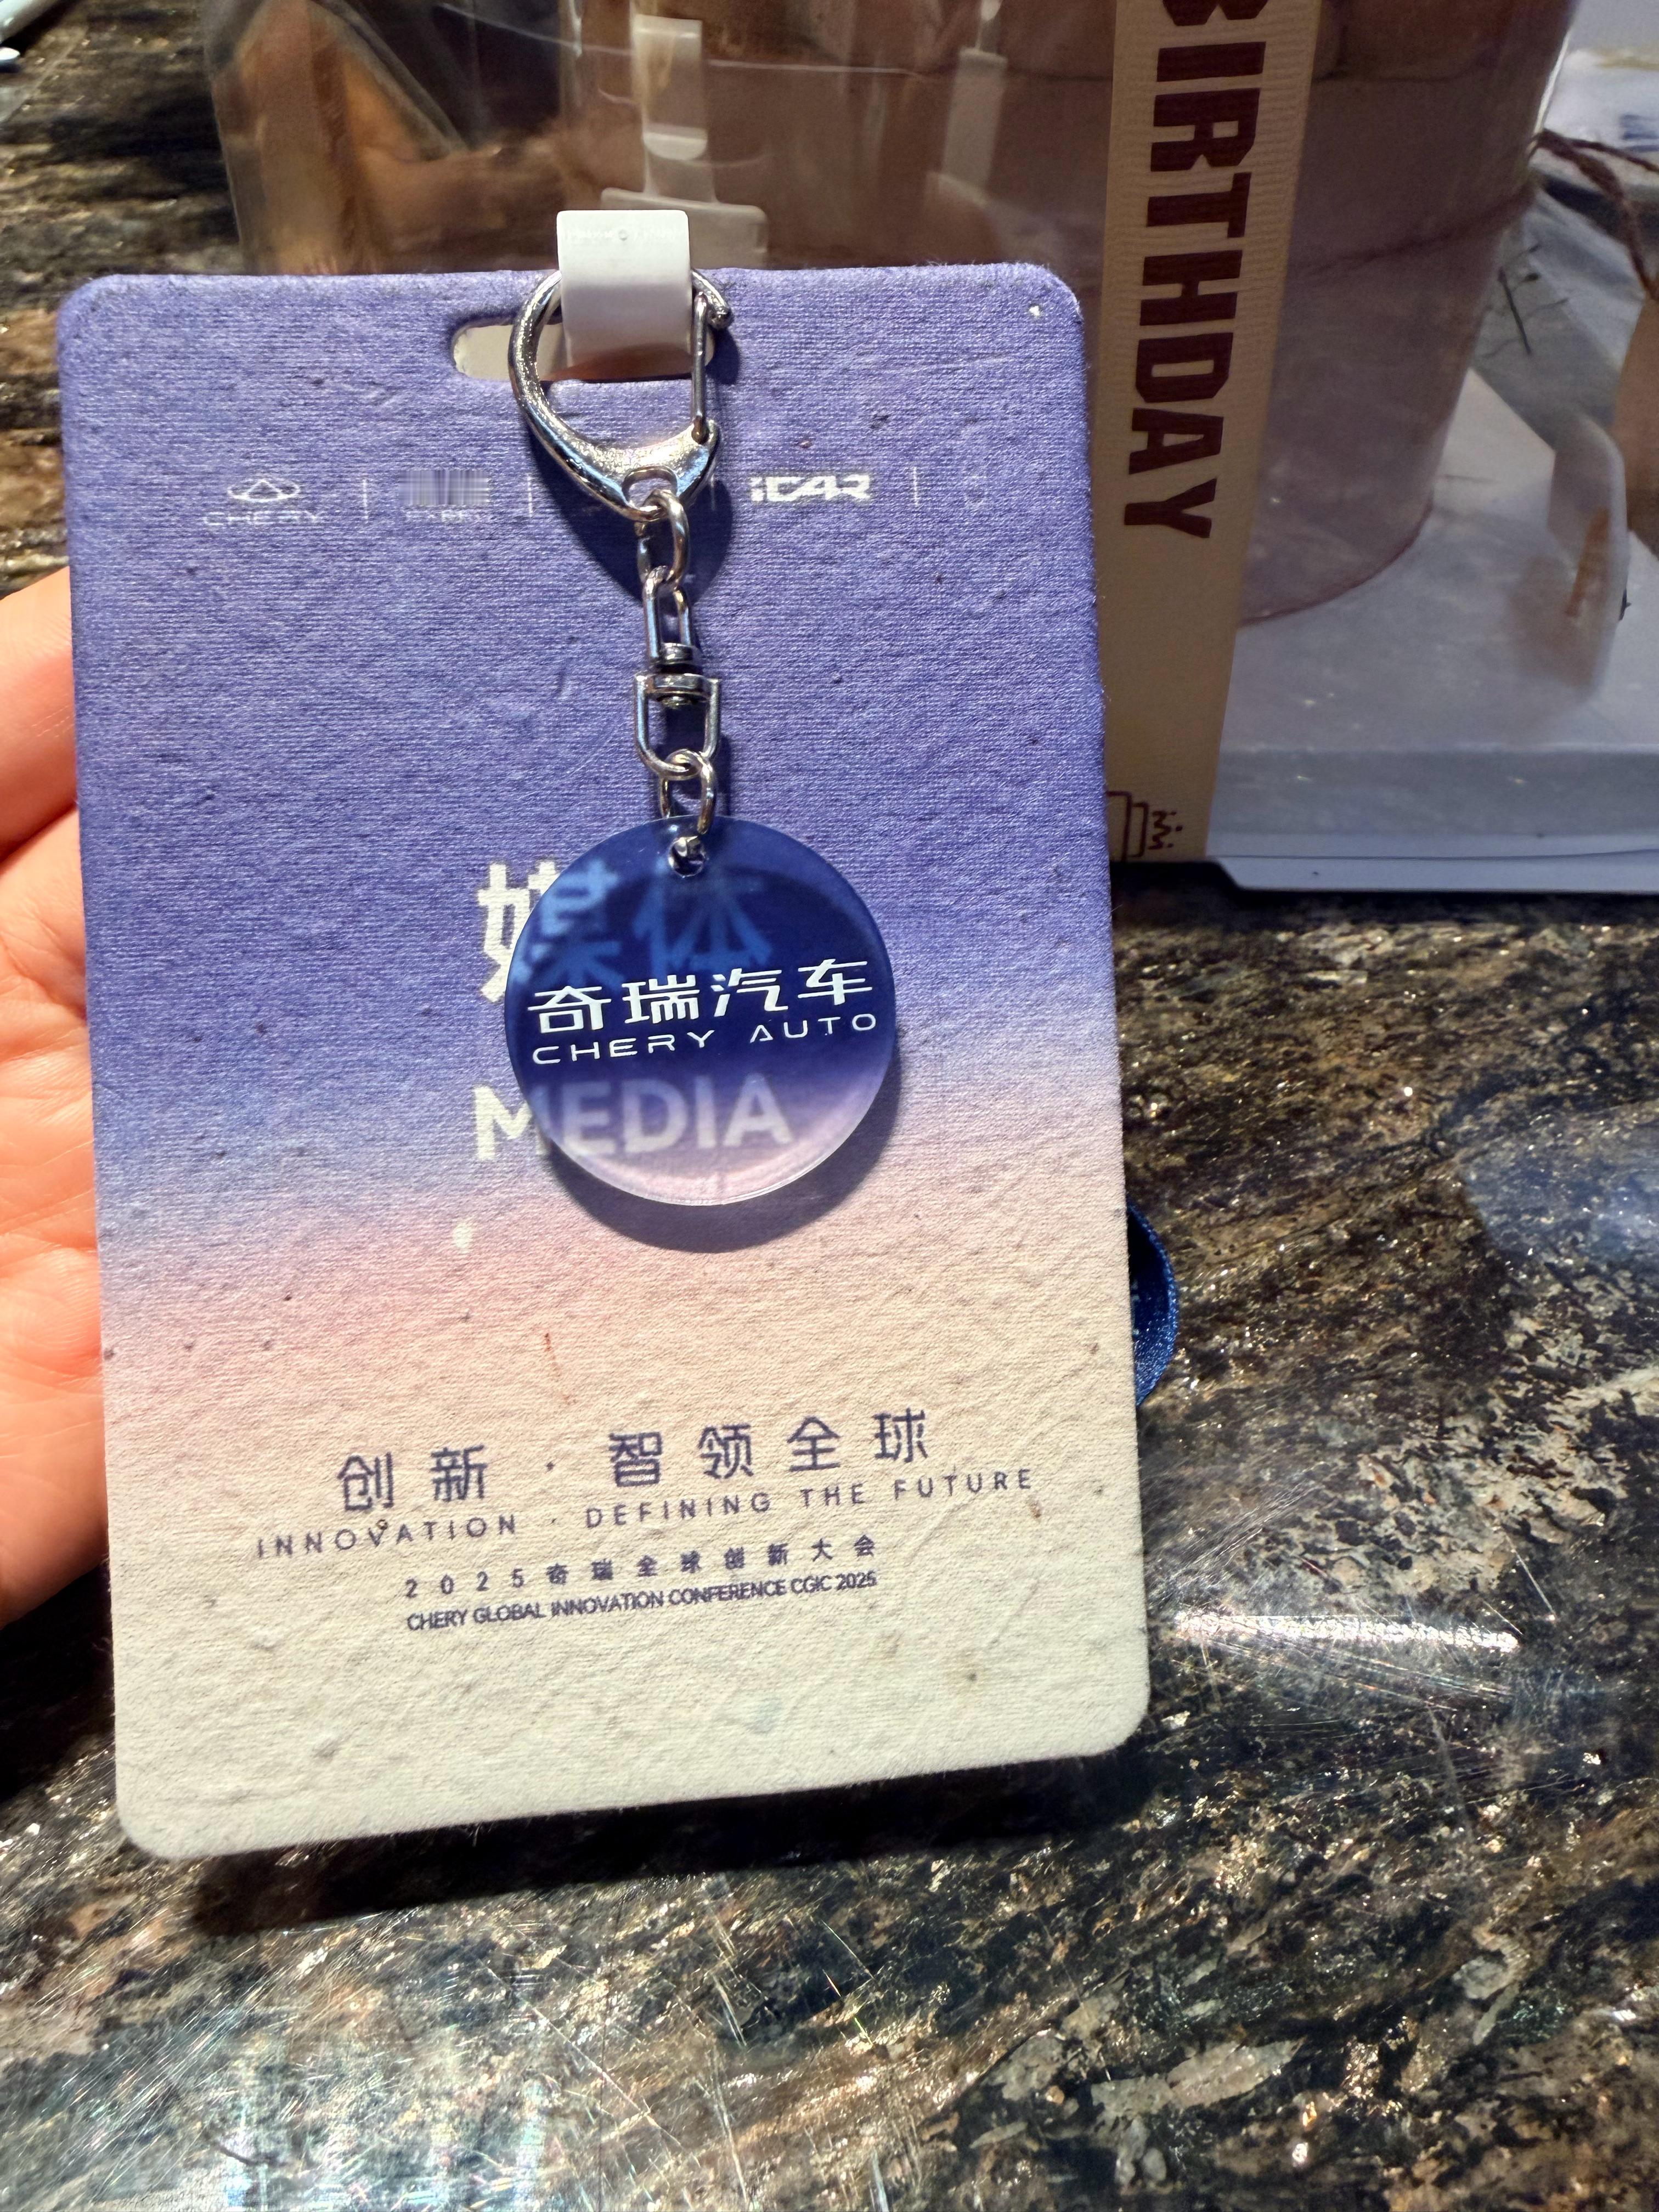 BIRTHDAY
CHERY
iCAR
媒体
奇瑞汽车
CHERY AUTO
MEDIA
创新·智领全球
INNOVATION · DEFINING THE FUTURE
2025奇瑞全球创新大会
CHERY GLOBAL INNOVATION CONFERENCE CGIC 2025